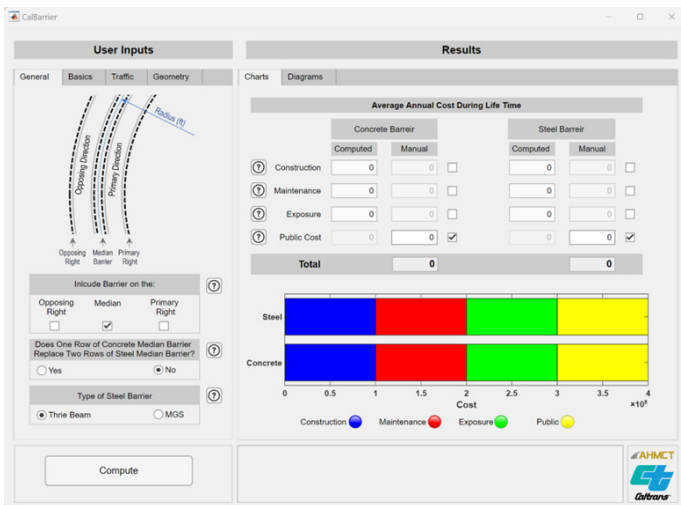 CalBarrier
User Inputs
General Basics Traffic Geometry
Radius (ft)
Opposing Direction
Primary Direction
Opposing Right
Median Barrier
Primary Right
Inlcude Barrier on the:
Opposing Right
Median
Primary Right
Does One Row of Concrete Median Barrier
Replace Two Rows of Steel Median Barrier?
Yes No
Type of Steel Barrier
Thrie Beam MGS
Compute
Results
Charts Diagrams
Average Annual Cost During Life Time
Concrete Barreir Steel Barreir
Computed Manual Computed Manual
? Construction 0 0 0 0
? Maintenance 0 0 0 0
? Exposure 0 0 0 0
? Public Cost 0 0 0 0
Total 0 0
Steel
Concrete
0 0.5 1 1.5 2 2.5 3 3.5 4
Cost
Construction Maintenance Exposure Public
AHMCT
Caltrans